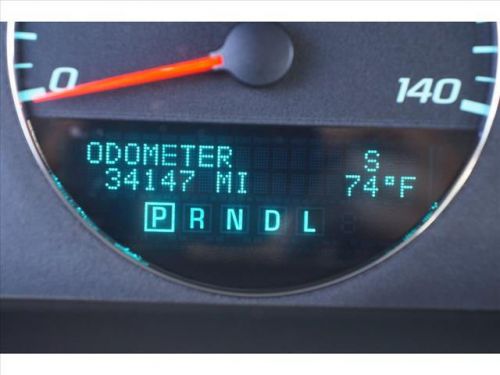 0 140
ODOMETER S
34147 MI 74°F
P R N D L